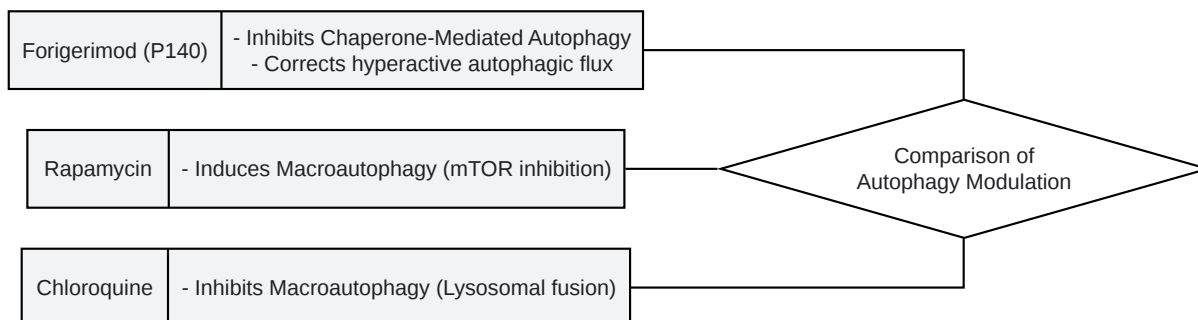 Forigerimod (P140)
- Inhibits Chaperone-Mediated Autophagy
- Corrects hyperactive autophagic flux
Rapamycin
- Induces Macroautophagy (mTOR inhibition)
Comparison of
Autophagy Modulation
Chloroquine
- Inhibits Macroautophagy (Lysosomal fusion)